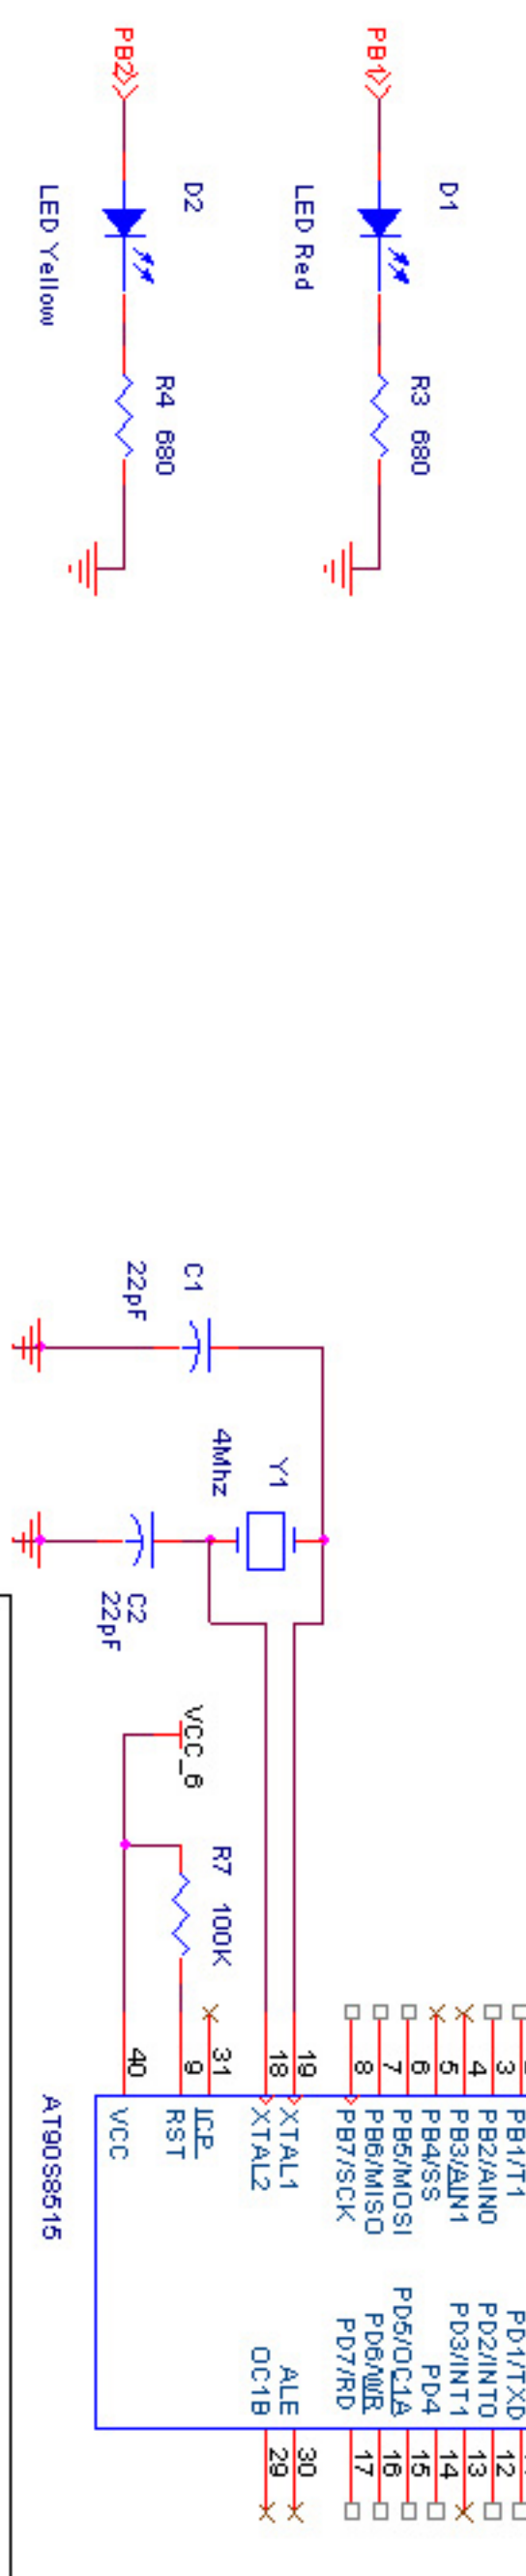 D1
PB1
R3 680
LED Red
D2
PB2
R4 680
LED Yellow
C1
22pF
Y1
4Mhz
C2
22pF
VCC_6
R7 100K
PB1/T1
PD1/TXD
3 PB2/AIN0
PD2/INT0 12
4 PB3/AIN1
PD3/INT1 13
5 PB4/SS
PD4 14
6 PB5/MOSI
PD5/OC1A 15
7 PB6/MISO
PD6/WR 16
8 PB7/SCK
PD7/RD 17
19 XTAL1
ALE 30
18 XTAL2
OC1B 29
31 ICP
9 RST
40 VCC
AT90S8515